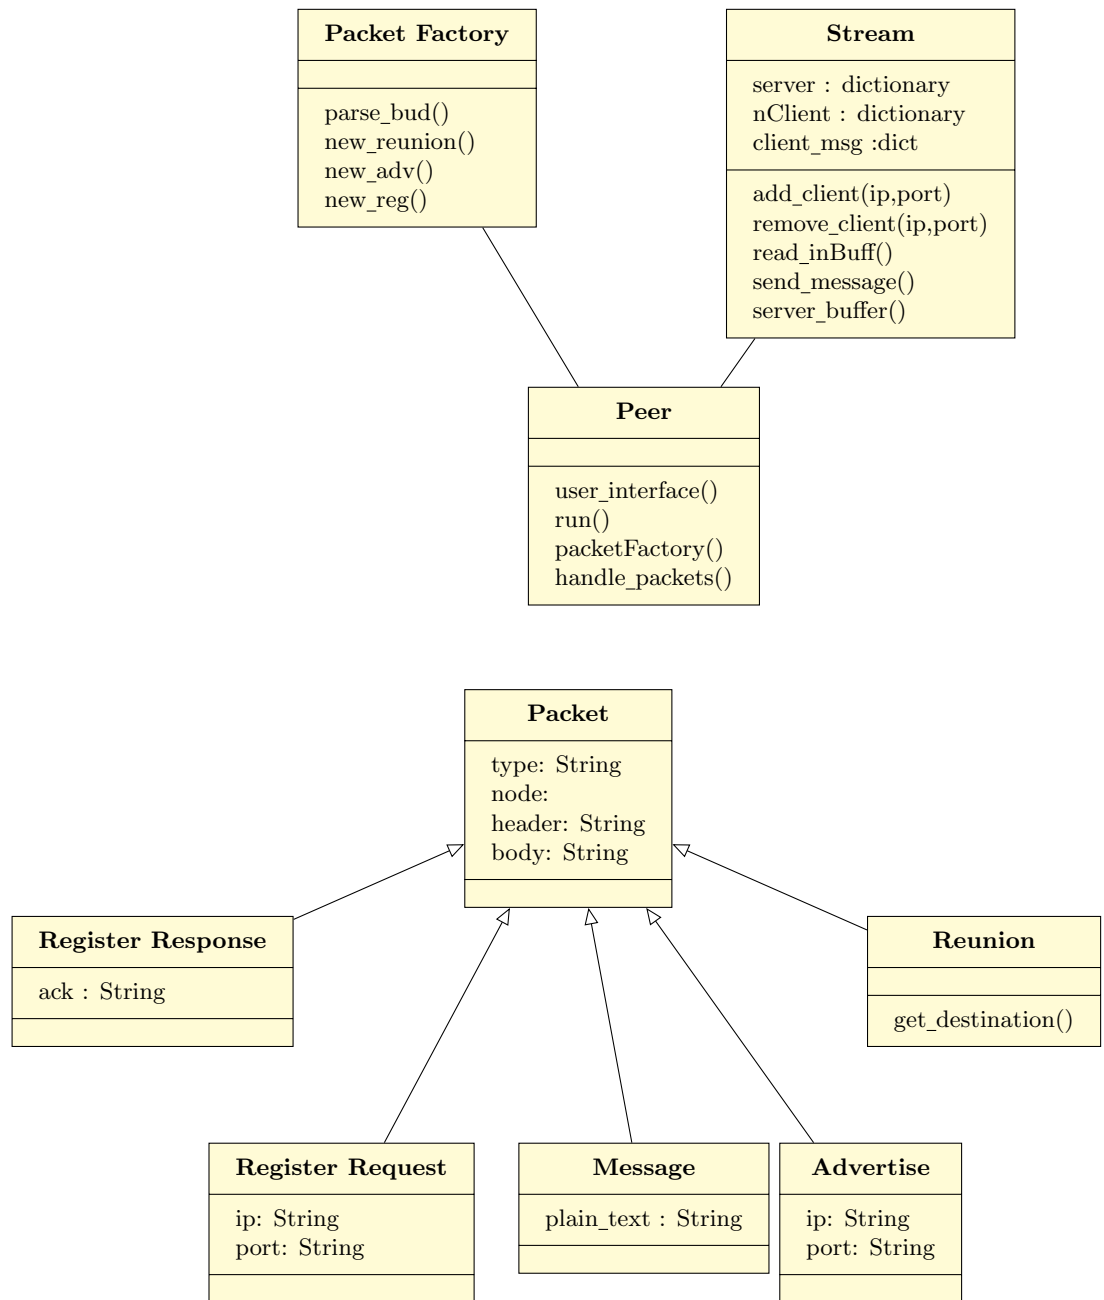 Packet Factory
parse_bud()
new_reunion()
new_adv()
new_reg()
Stream
server : dictionary
nClient : dictionary
client_msg :dict
add_client(ip,port)
remove_client(ip,port)
read_inBuff()
send_message()
server_buffer()
Peer
user_interface()
run()
packetFactory()
handle_packets()
Packet
type: String
node:
header: String
body: String
Register Response
ack : String
Reunion
get_destination()
Register Request
ip: String
port: String
Message
plain_text : String
Advertise
ip: String
port: String